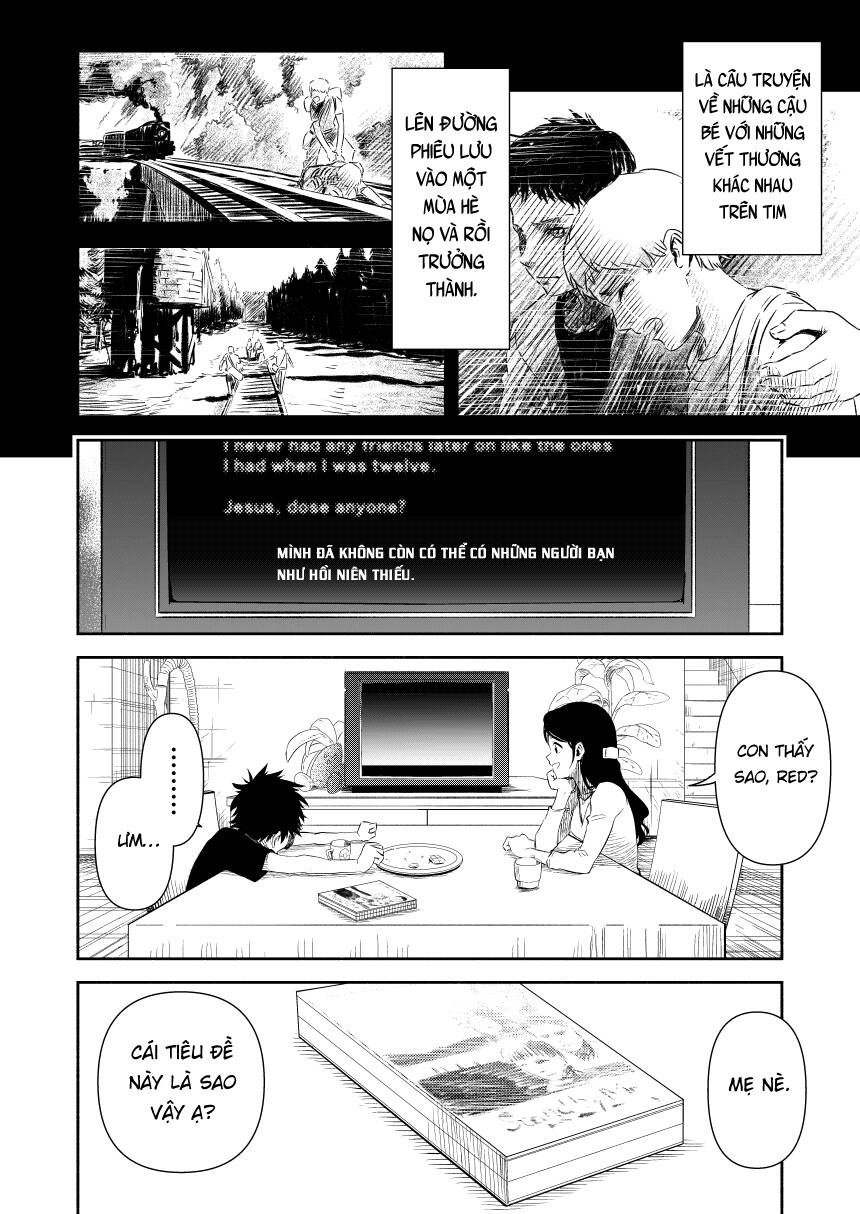 LÀ CÂU TRUYỆN
VỀ NHỮNG CẬU
BÉ VỚI NHỮNG
VẾT THƯƠNG
KHÁC NHAU
TRÊN TIM
LÊN ĐƯỜNG
PHIÊU LƯU
VÀO MỘT
MÙA HÈ
NỌ VÀ RỒI
TRƯỞNG
THÀNH.
I never had any friends later on like the ones
I had when I was twelve.
Jesus, dose anyone?
MÌNH ĐÃ KHÔNG CÒN CÓ THỂ CÓ NHỮNG NGƯỜI BẠN
NHƯ HỒI NIÊN THIẾU.
CON THẤY
SAO, RED?
.........
ƯM...
MẸ NÈ.
CÁI TIÊU ĐỀ
NÀY LÀ SAO
VẬY Ạ?